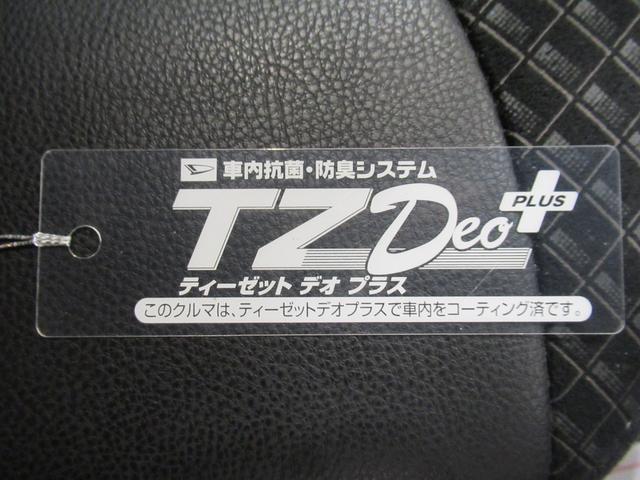 車内抗菌・防臭システム
TZ Deo PLUS
ティーゼット デオ プラス
このクルマは、ティーゼットデオプラスで車内をコーティング済です。